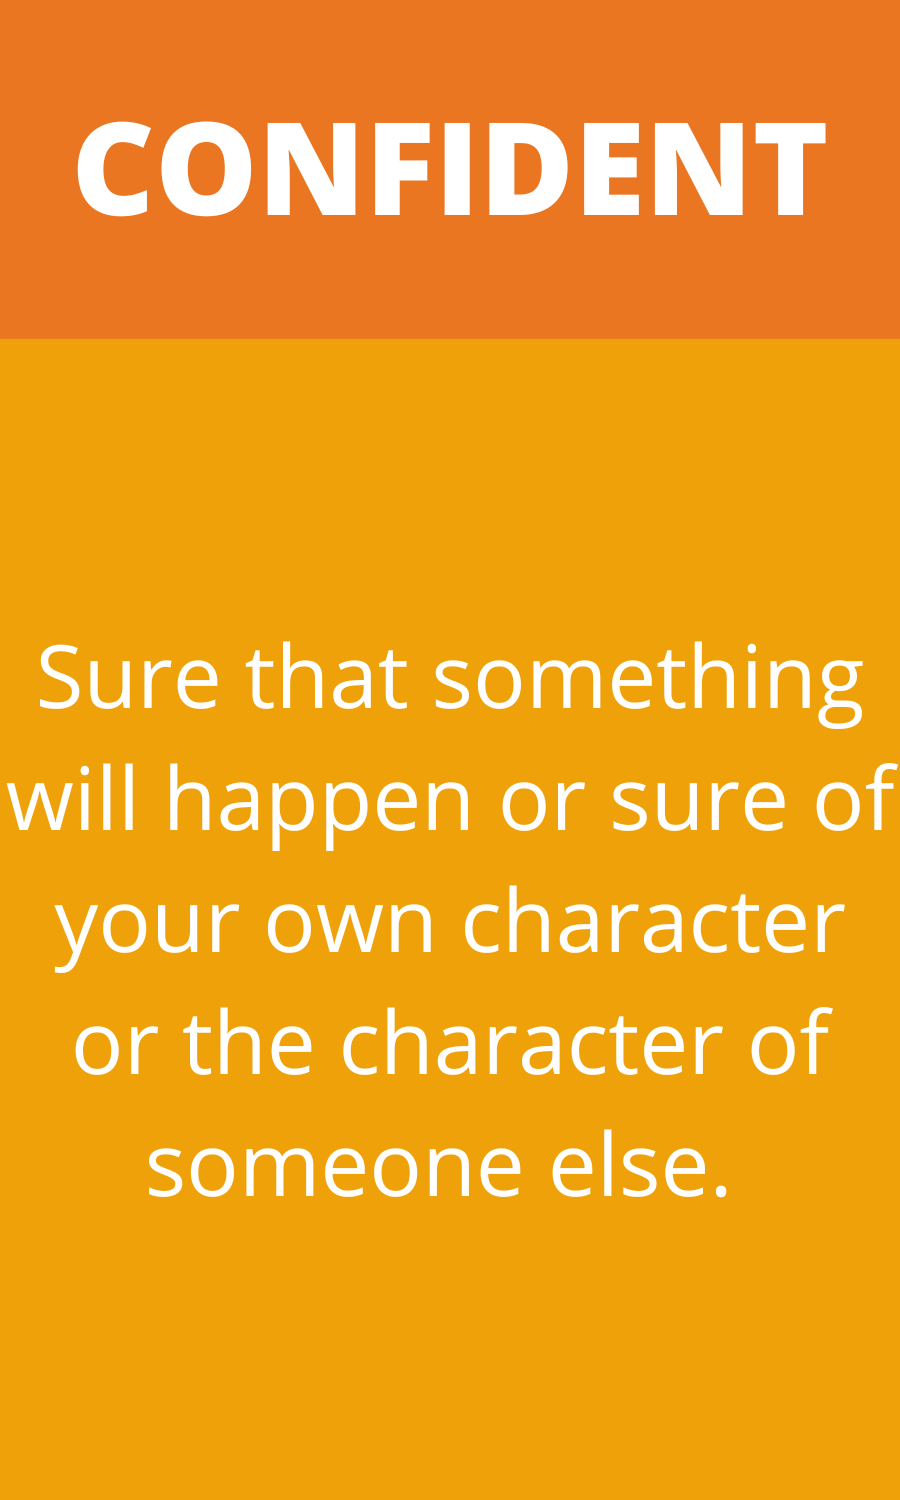 CONFIDENT
Sure that something
will happen or sure of
your own character
or the character of
someone else.